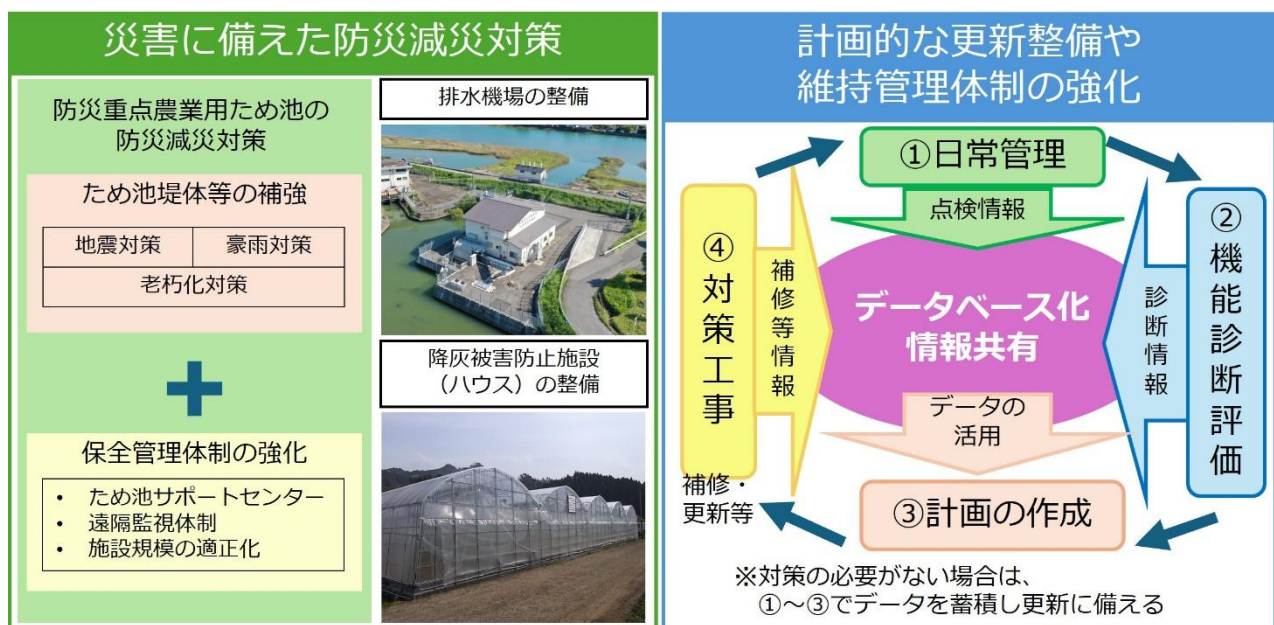 災害に備えた防災減災対策
防災重点農業用ため池の
防災減災対策
ため池堤体等の補強
地震対策
豪雨対策
老朽化対策
保全管理体制の強化
• ため池サポートセンター
• 遠隔監視体制
• 施設規模の適正化
排水機場の整備
降灰被害防止施設
（ハウス）の整備
計画的な更新整備や
維持管理体制の強化
①日常管理
点検情報
②機能診断評価
診断情報
データベース化
情報共有
データの
活用
③計画の作成
④対策工事
補修等情報
補修・
更新等
※対策の必要がない場合は、
①～③でデータを蓄積し更新に備える